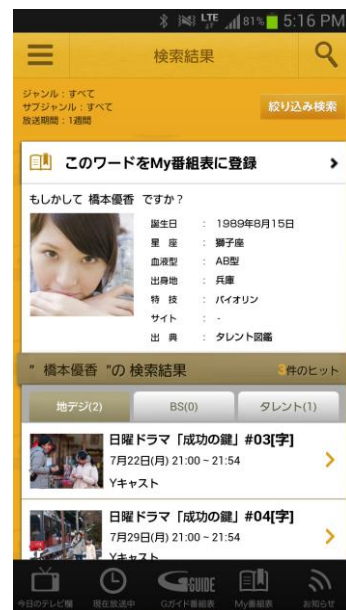 LTE 81% 5:16 PM
検索結果
ジャンル : すべて
サブジャンル : すべて
放送期間 : 1週間
絞り込み検索
このワードをMy番組表に登録
もしかして 橋本優香 ですか?
誕生日 : 1989年8月15日
星 座 : 獅子座
血液型 : AB型
出身地 : 兵庫
特 技 : バイオリン
サイト : -
出 典 : タレント図鑑
" 橋本優香 "の 検索結果 3件のヒット
地デジ(2) BS(0) タレント(1)
日曜ドラマ「成功の鍵」#03[字]
7月22日(月) 21:00 ~ 21:54
Yキャスト
日曜ドラマ「成功の鍵」#04[字]
7月29日(月) 21:00 ~ 21:54
Yキャスト
G GUIDE
今日のテレビ欄 現在放送中 Gガイド番組表 My番組表 お知らせ